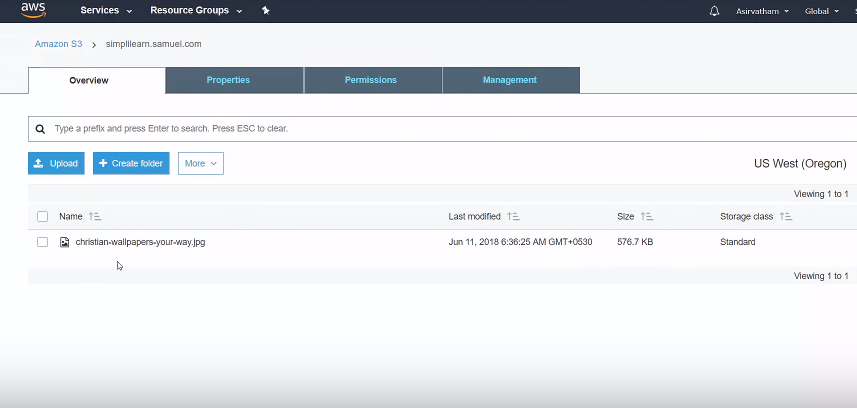 aws Services Resource Groups Asirvatham Global
Amazon S3 simplilearn.samuel.com
Overview Properties Permissions Management
Type a prefix and press Enter to search. Press ESC to clear.
Upload Create folder More US West (Oregon)
Viewing 1 to 1
Name Last modified Size Storage class
christian-wallpapers-your-way.jpg Jun 11, 2018 6:36:25 AM GMT+0530 576.7 KB Standard
Viewing 1 to 1